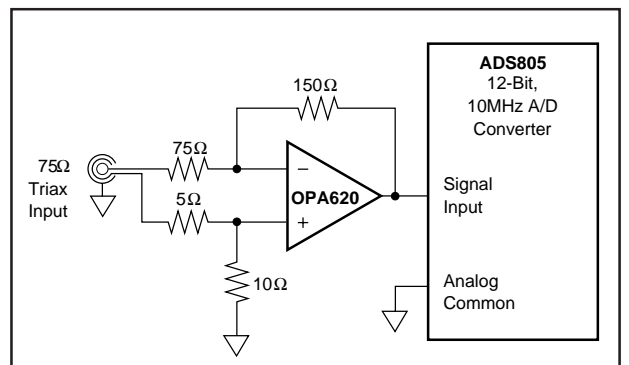 ADS805
12-Bit,
10MHz A/D
Converter
150Ω
75Ω
75Ω
Triax
Input
5Ω
−
OPA620
+
Signal
Input
10Ω
Analog
Common